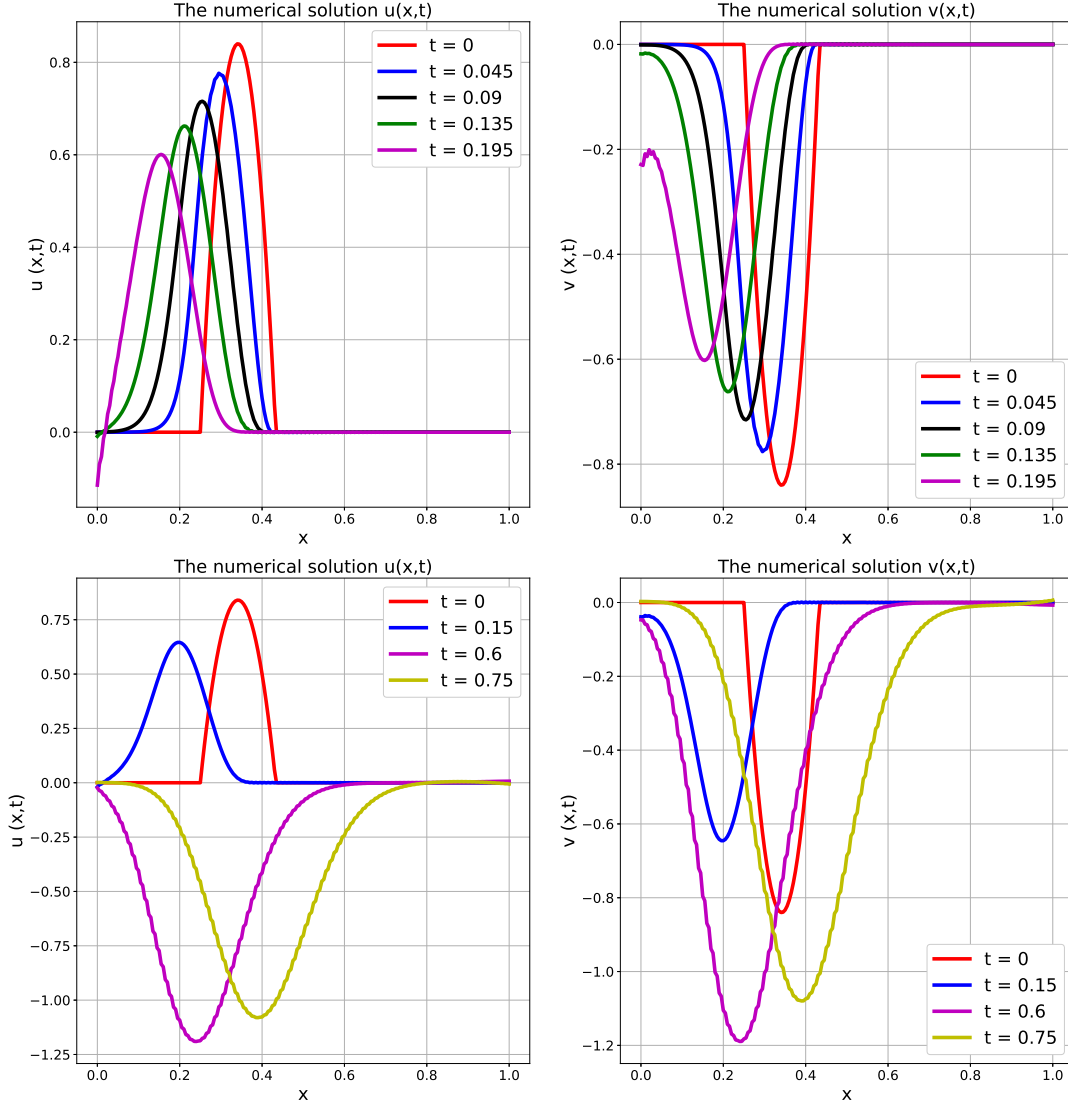 The numerical solution u(x,t)
u (x,t)
0.8
0.6
0.4
0.2
0.0
0.0 0.2 0.4 0.6 0.8 1.0
x
t = 0
t = 0.045
t = 0.09
t = 0.135
t = 0.195
The numerical solution v(x,t)
v (x,t)
0.0
−0.2
−0.4
−0.6
−0.8
0.0 0.2 0.4 0.6 0.8 1.0
x
t = 0
t = 0.045
t = 0.09
t = 0.135
t = 0.195
The numerical solution u(x,t)
u (x,t)
0.75
0.50
0.25
0.00
−0.25
−0.50
−0.75
−1.00
−1.25
0.0 0.2 0.4 0.6 0.8 1.0
x
t = 0
t = 0.15
t = 0.6
t = 0.75
The numerical solution v(x,t)
v (x,t)
0.0
−0.2
−0.4
−0.6
−0.8
−1.0
−1.2
0.0 0.2 0.4 0.6 0.8 1.0
x
t = 0
t = 0.15
t = 0.6
t = 0.75